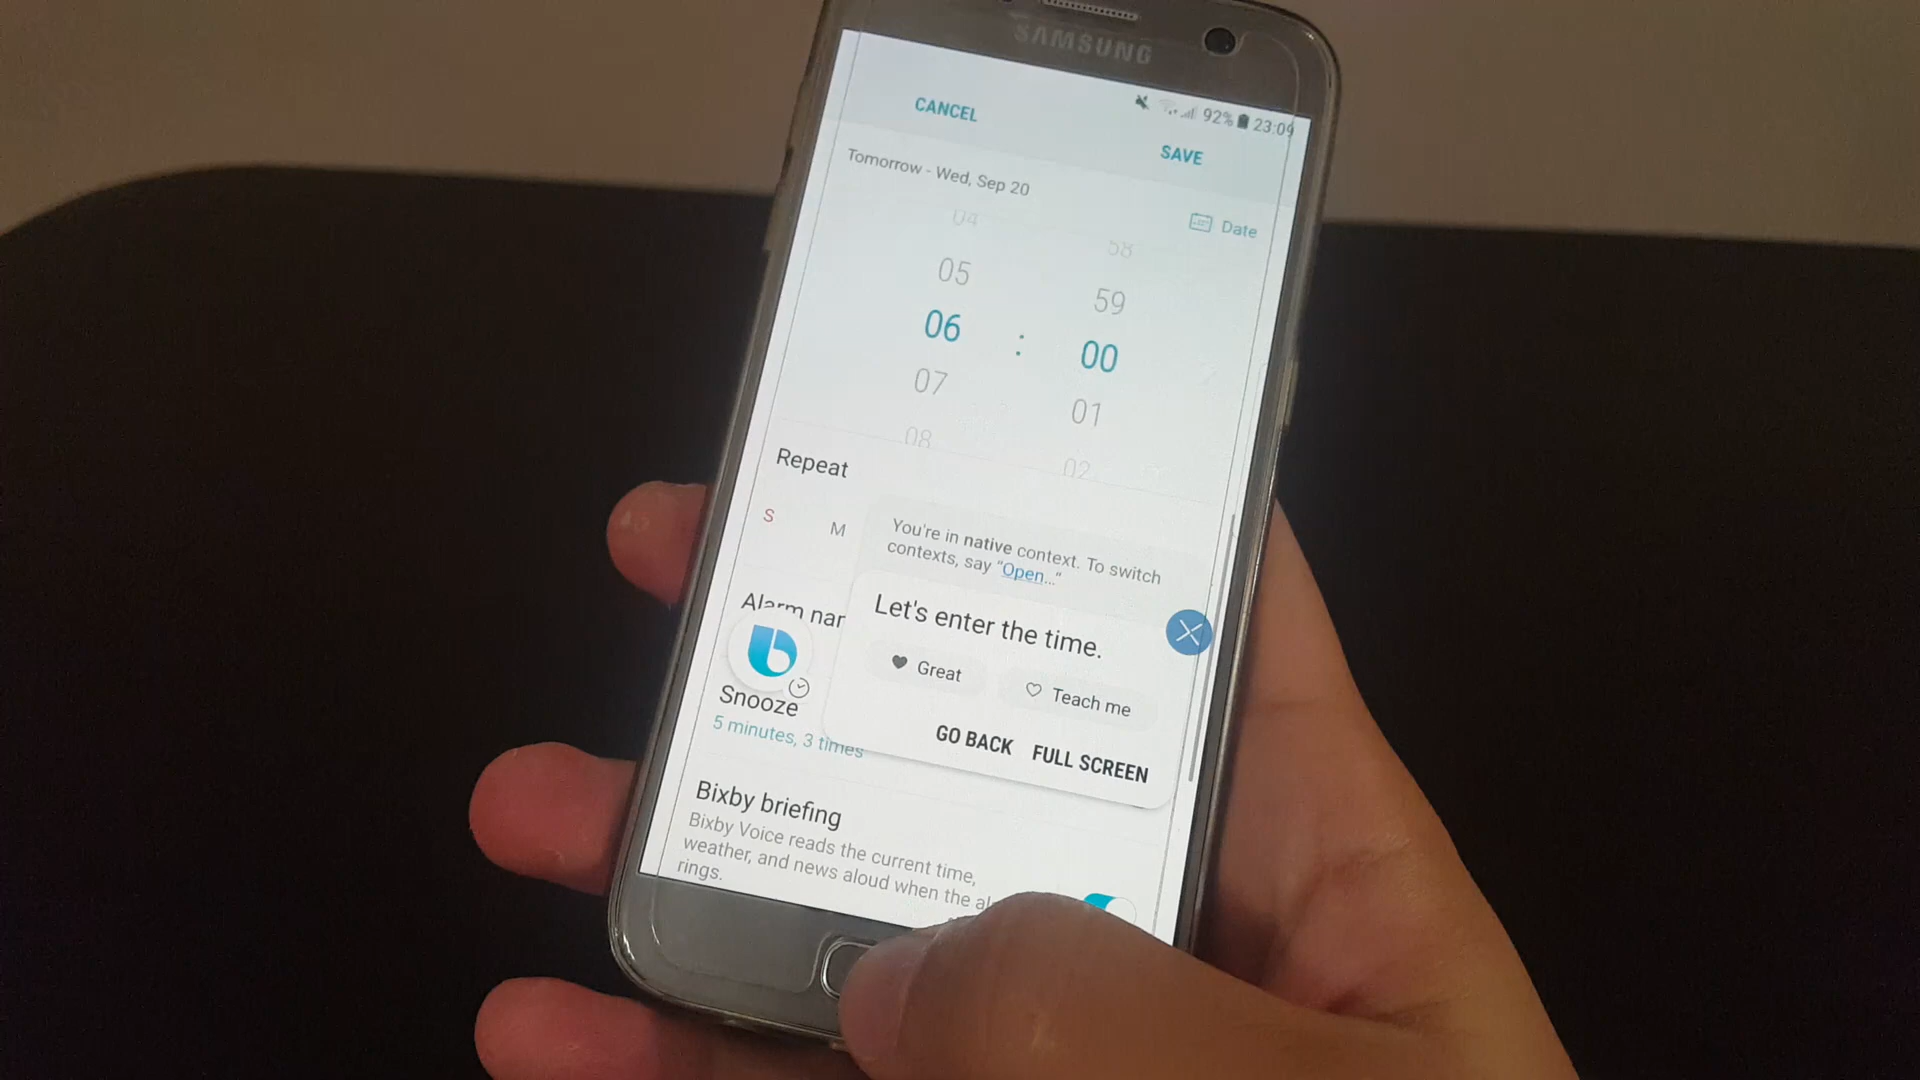 SAMSUNG
92% 23:09
CANCEL
SAVE
Tomorrow - Wed, Sep 20
Date
04 58
05 59
06 : 00
07 01
08 02
Repeat
S M
You're in native context. To switch
contexts, say "Open..."
Alarm nar
Let's enter the time.
Great
Teach me
Snooze
5 minutes, 3 times
GO BACK FULL SCREEN
Bixby briefing
Bixby Voice reads the current time,
weather, and news aloud when the al
rings.